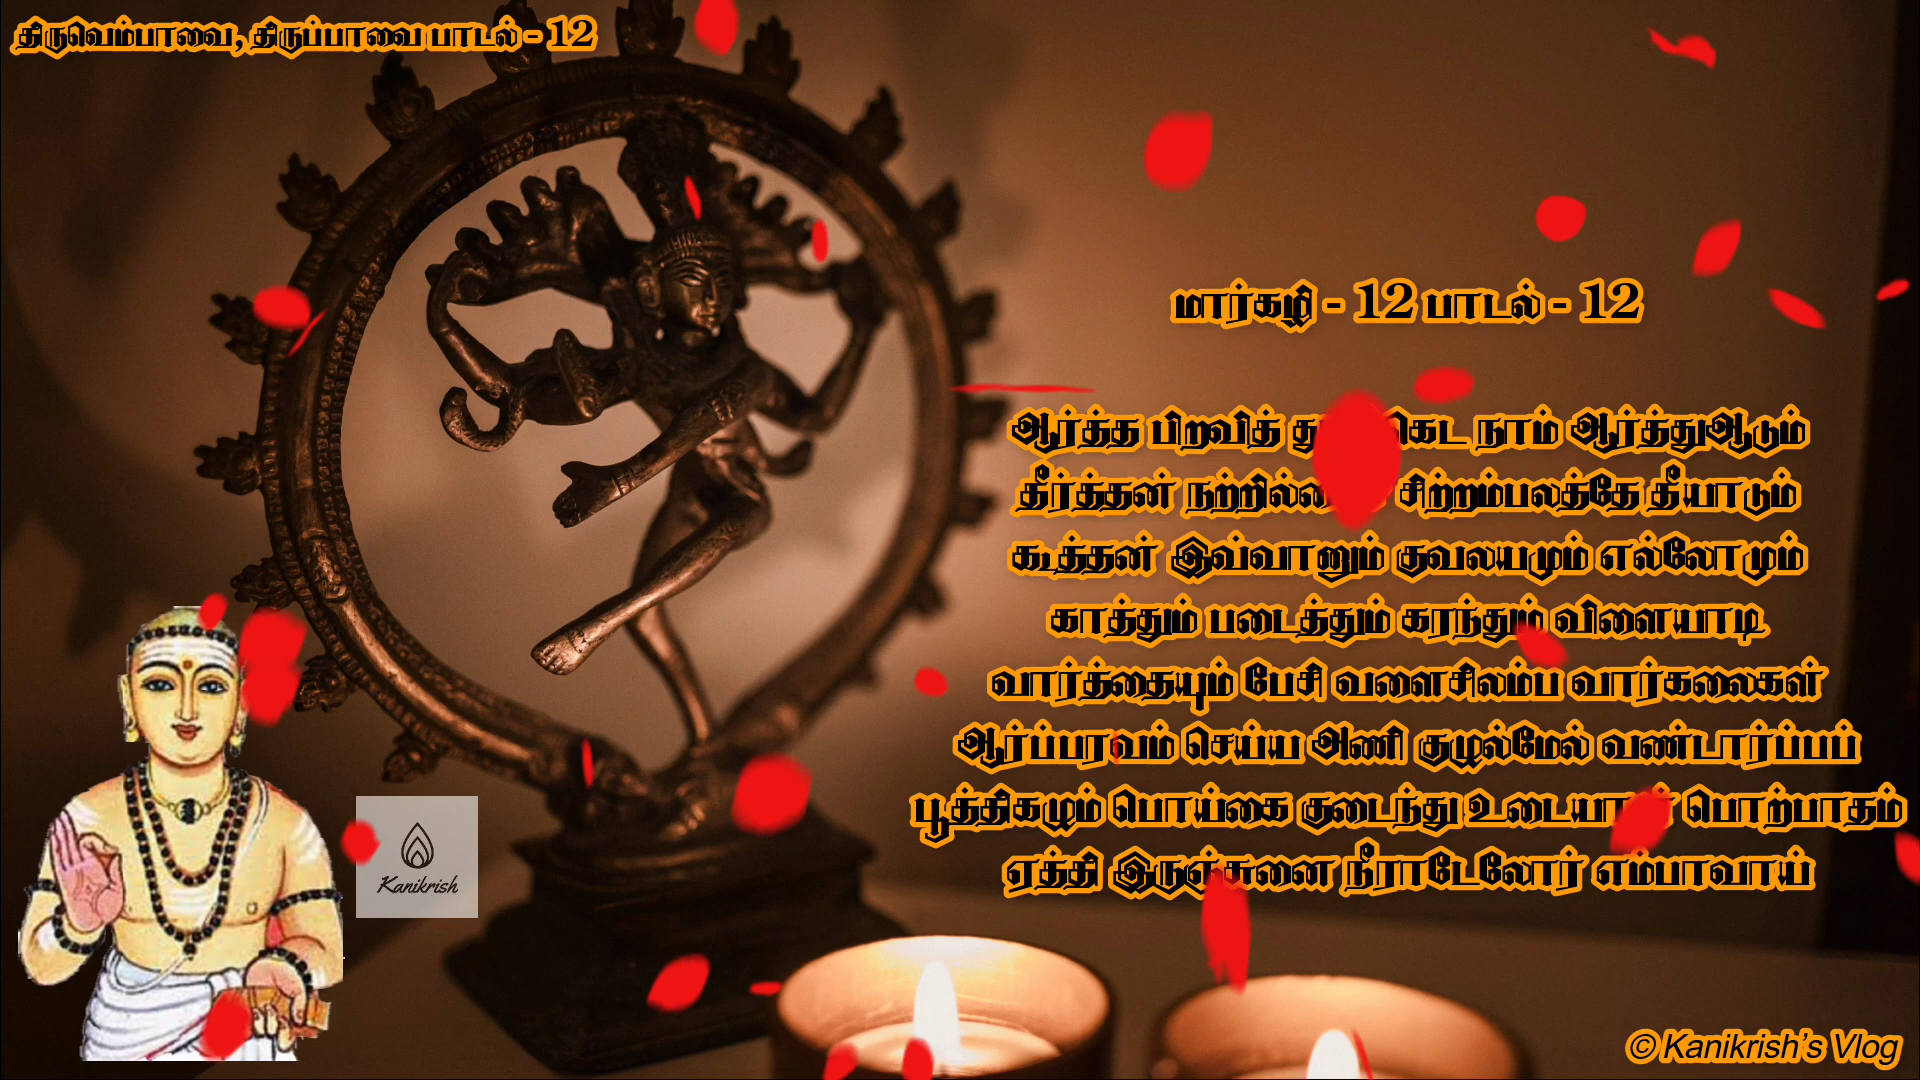 திருவெம்பாவை, திருப்பாவை பாடல் - 12
மார்கழி - 12 பாடல் - 12
ஆர்த்த பிறவித் நாம் ஆர்த்துஆடும்
தீர்த்தன் சிற்றம்பலத்தே தீயாடும்
கூத்தன் இவ்வானும் குவலயமும் எல்லோமும்
காத்தும் படைத்தும் கரந்தும் விளையாடி
வார்த்தையும் பேசி வளைசிலம்ப வார்கலைகள்
ஆர்ப்பரவம் செய்ய அணி குழல்மேல் வண்டார்ப்பப்
பூத்திகழும் பொய்கை குடைந்து பொற்பாதம்
ஏத்தி இருஞ்சுனை நீராடேலோர் எம்பாவாய்
Kanikrish
© Kanikrish's Vlog